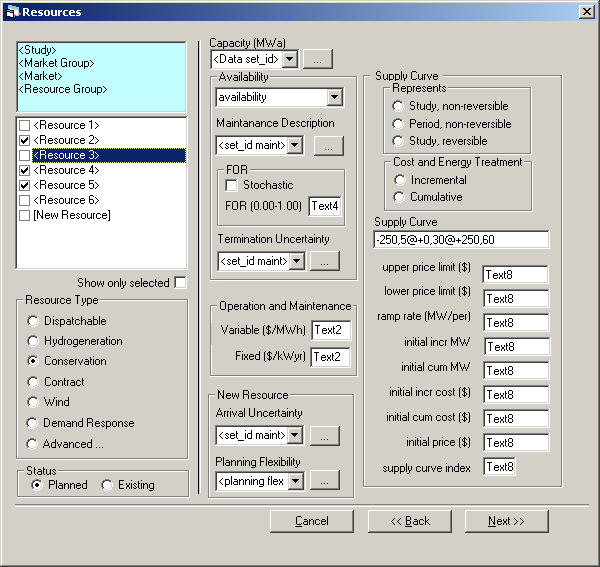 Resources
<Study>
<Market Group>
<Market>
<Resource Group>
<Resource 1>
<Resource 2>
<Resource 3>
<Resource 4>
<Resource 5>
<Resource 6>
[New Resource]
Show only selected
Resource Type
Dispatchable
Hydrogeneration
Conservation
Contract
Wind
Demand Response
Advanced ...
Status
Planned
Existing
Capacity (MWa)
<Data set_id>
...
Availability
availability
Maintanance Description
<set_id maint>
...
FOR
Stochastic
FOR (0.00-1.00)
Text4
Termination Uncertainty
<set_id maint>
...
Operation and Maintenance
Variable ($/MWh)
Text2
Fixed ($/kWyr)
Text2
New Resource
Arrival Uncertainty
<set_id maint>
...
Planning Flexibility
<planning flex
...
Supply Curve
Represents
Study, non-reversible
Period, non-reversible
Study, reversible
Cost and Energy Treatment
Incremental
Cumulative
Supply Curve
-250,5@+0,30@+250,60
upper price limit ($)
Text8
lower price limit ($)
Text8
ramp rate (MW/per)
Text8
initial incr MW
Text8
initial cum MW
Text8
initial incr cost ($)
Text8
initial cum cost ($)
Text8
initial price ($)
Text8
supply curve index
Text8
Cancel
<< Back
Next >>